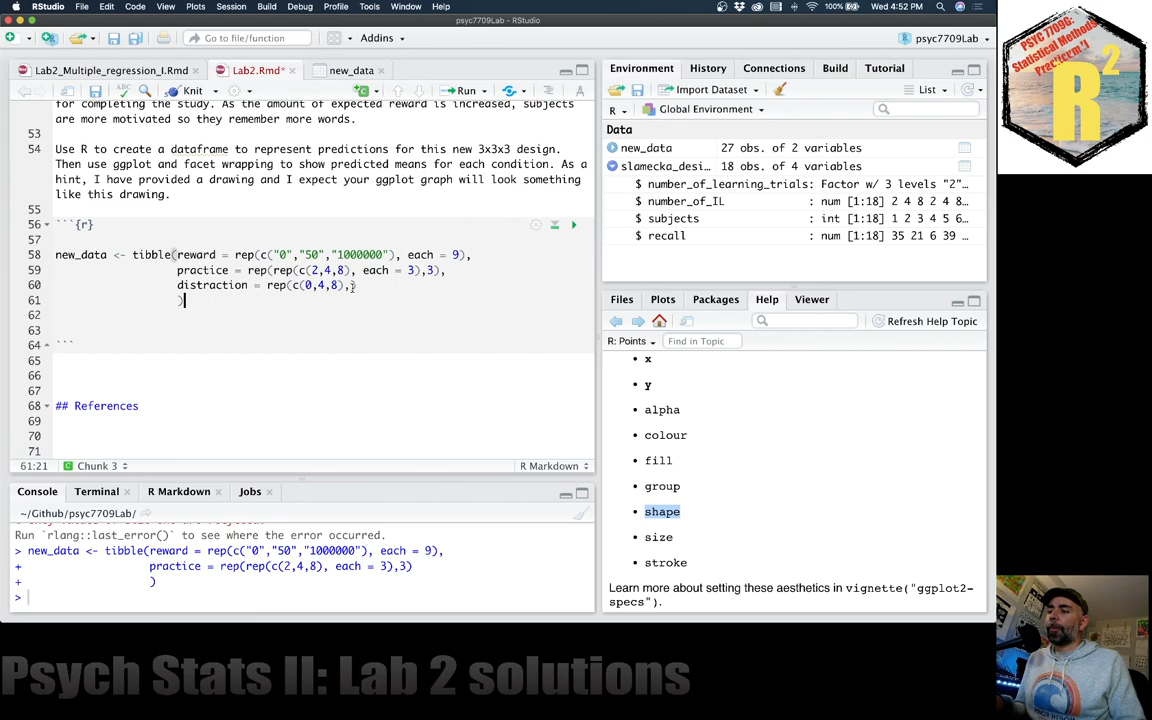 RStudio File Edit Code View Plots Session Build Debug Profile Tools Window Help 100% Wed 4:52 PM
psyc7709Lab - RStudio
Go to file/function Addins psyc7709Lab
Lab2_Multiple_regression_I.Rmd Lab2.Rmd* new_data
Knit Run
for completing the study. As the amount of expected reward is increased, subjects
are more motivated so they remember more words.
53
54 Use R to create a dataframe to represent predictions for this new 3x3x3 design.
Then use ggplot and facet wrapping to show predicted means for each condition. As a
hint, I have provided a drawing and I expect your ggplot graph will look something
like this drawing.
55
56 ```{r}
57
58 new_data <- tibble(reward = rep(c("0","50","1000000"), each = 9),
59 practice = rep(rep(c(2,4,8), each = 3),3),
60 distraction = rep(c(0,4,8),
61 )
62
63
64 ```
65
66
67
68 ## References
69
70
71
61:21 Chunk 3 R Markdown
Console Terminal R Markdown Jobs
~/Github/psyc7709Lab/
Run `rlang::last_error()` to see where the error occurred.
> new_data <- tibble(reward = rep(c("0","50","1000000"), each = 9),
+ practice = rep(rep(c(2,4,8), each = 3),3)
+ )
>
Environment History Connections Build Tutorial
Import Dataset List
R Global Environment
Data
new_data 27 obs. of 2 variables
slamecka_desi… 18 obs. of 4 variables
$ number_of_learning_trials: Factor w/ 3 levels "2"…
$ number_of_IL : num [1:18] 2 4 8 2 4 8…
$ subjects : int [1:18] 1 2 3 4 5 6…
$ recall : num [1:18] 35 21 6 39 …
Files Plots Packages Help Viewer
Refresh Help Topic
R: Points Find in Topic
• x
• y
• alpha
• colour
• fill
• group
• shape
• size
• stroke
Learn more about setting these aesthetics in vignette("ggplot2-
specs").
PSYC 7709G:
Statistical Methods
Practicum I
R2
Psych Stats II: Lab 2 solutions